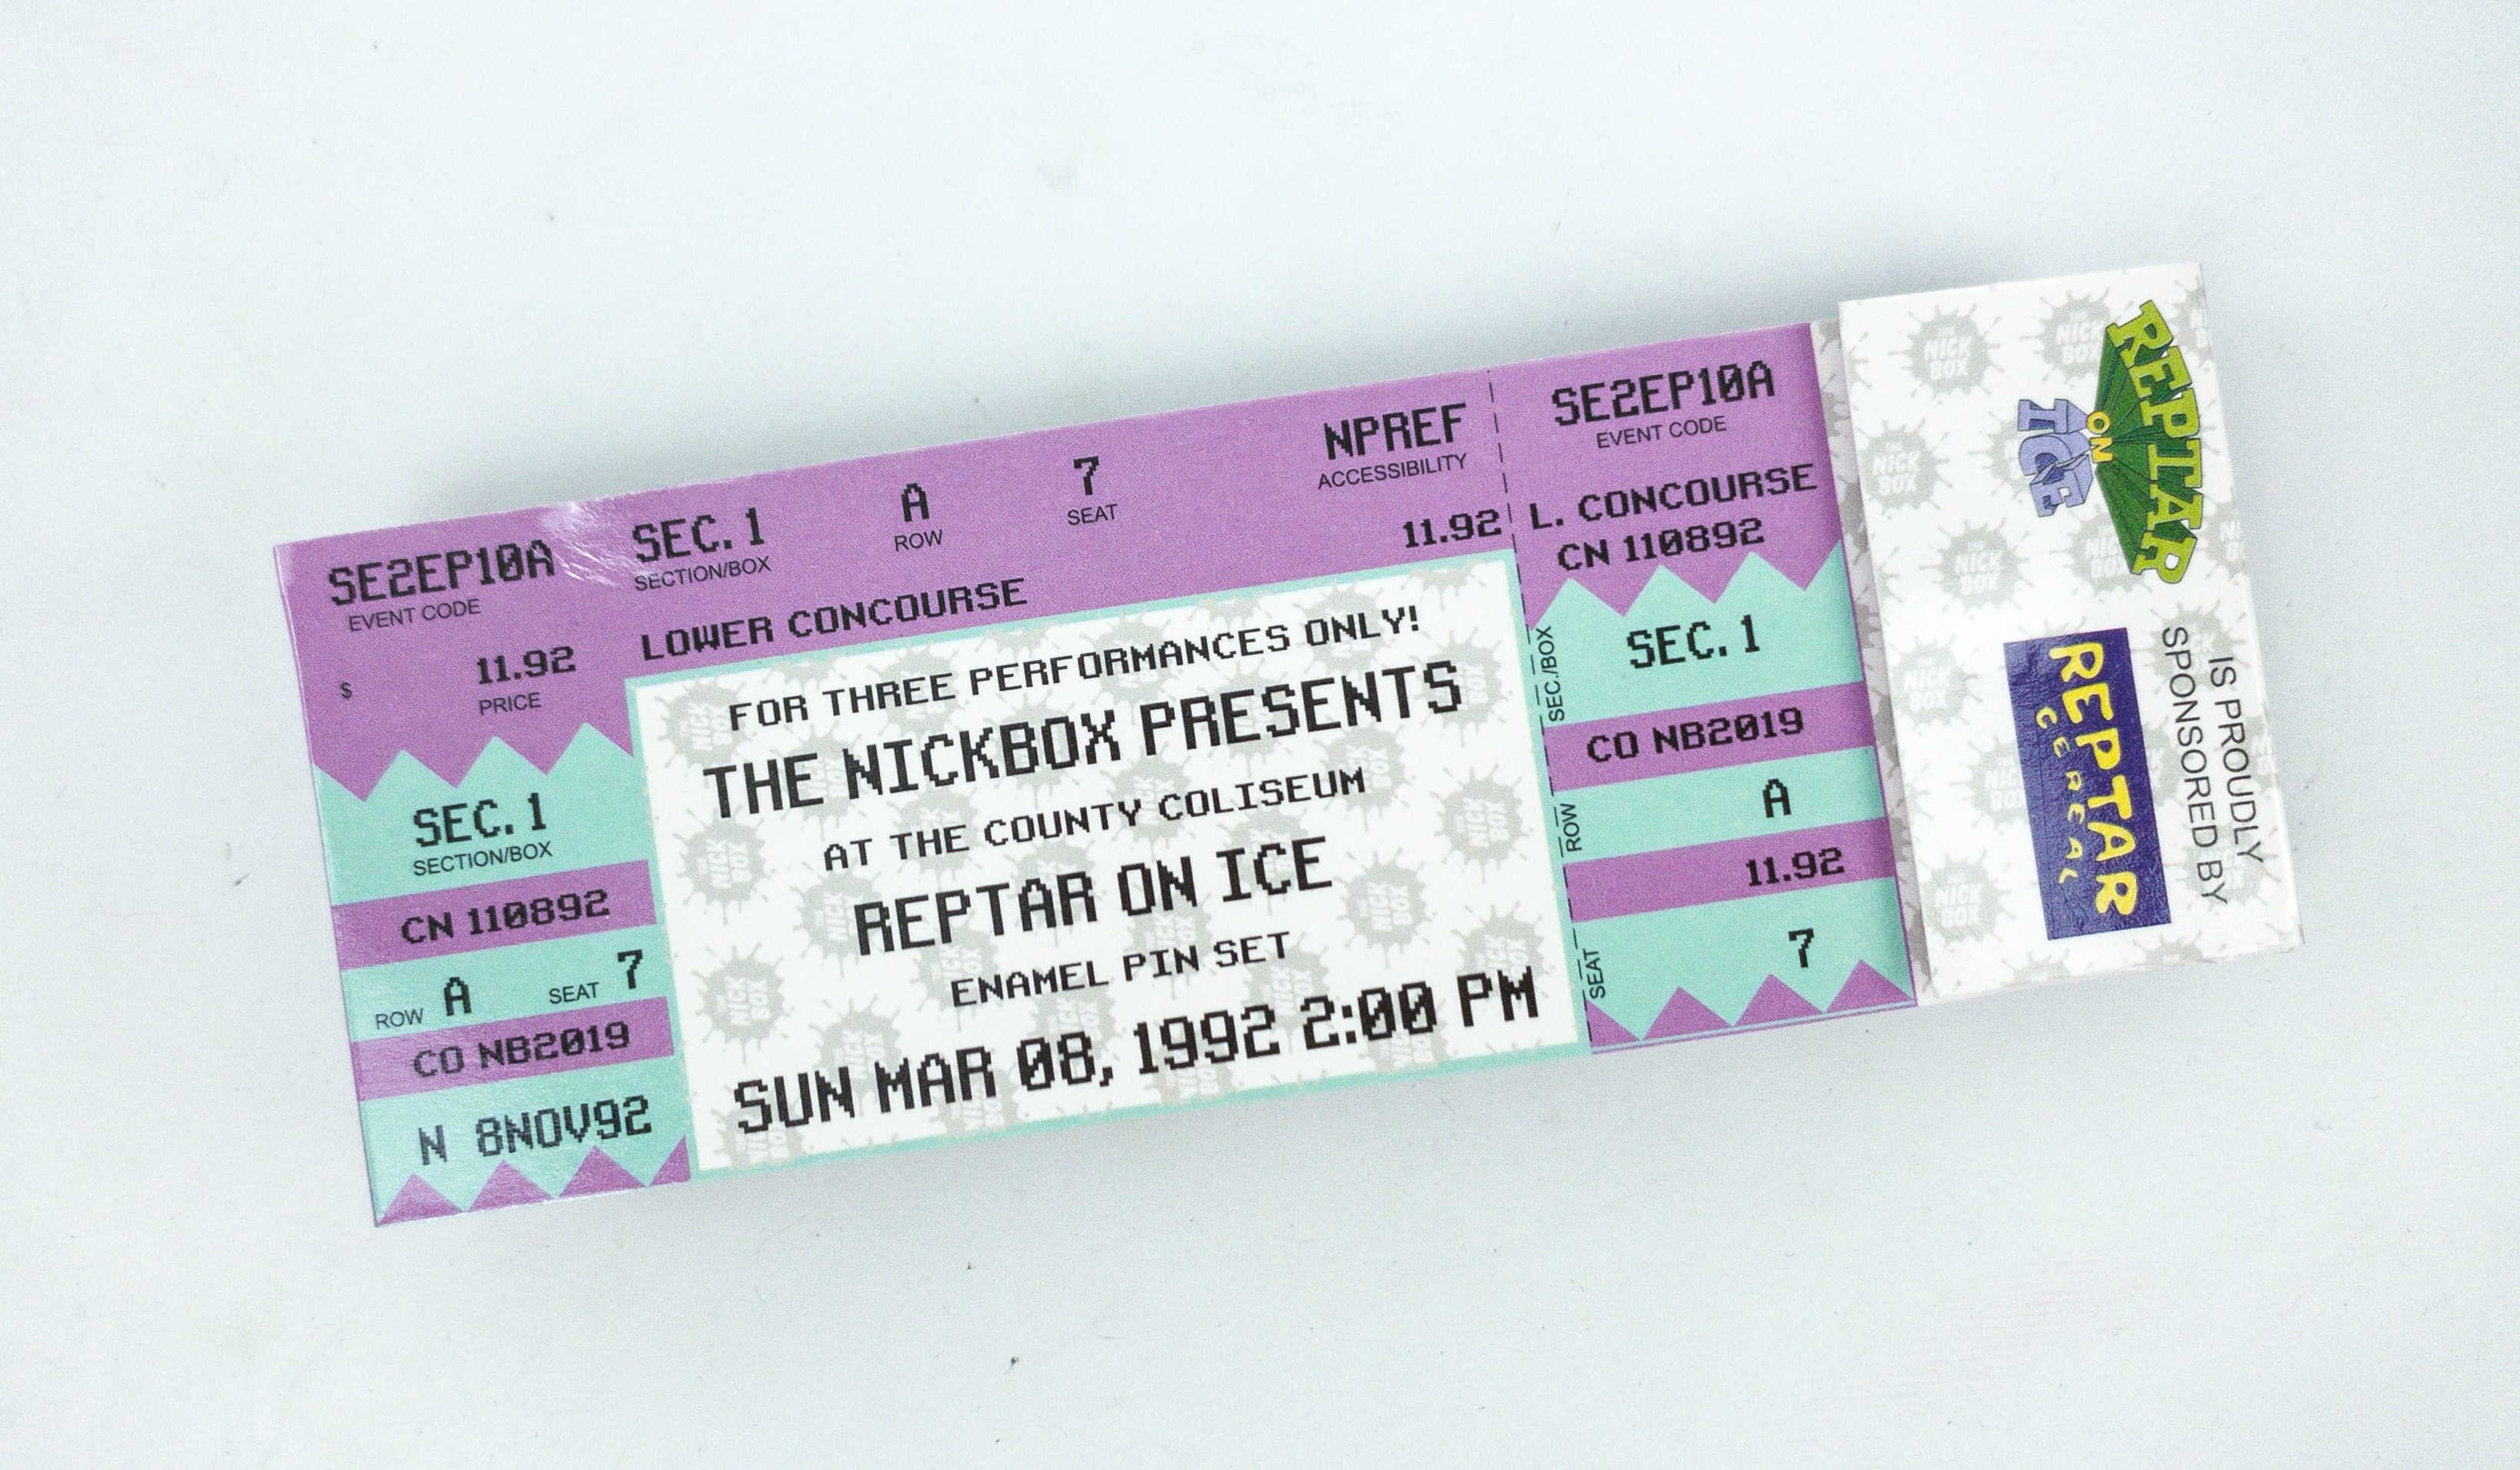 SE2EP10A
EVENT CODE
$ 11.92
PRICE
SEC. 1
SECTION/BOX
CN 110892
ROW A SEAT 7
CO NB2019
N 8NOV92
SEC. 1
SECTION/BOX
A
ROW
7
SEAT
NPREF
ACCESSIBILITY
LOWER CONCOURSE
11.92
FOR THREE PERFORMANCES ONLY!
THE NICKBOX PRESENTS
AT THE COUNTY COLISEUM
REPTAR ON ICE
ENAMEL PIN SET
SUN MAR 08, 1992 2:00 PM
SE2EP10A
EVENT CODE
L. CONCOURSE
CN 110892
SEC./BOX
SEC. 1
CO NB2019
ROW
A
11.92
SEAT
7
REPTAR
ON
ICE
IS PROUDLY
SPONSORED BY
REPTAR
CEREAL
THE
NICK
BOX